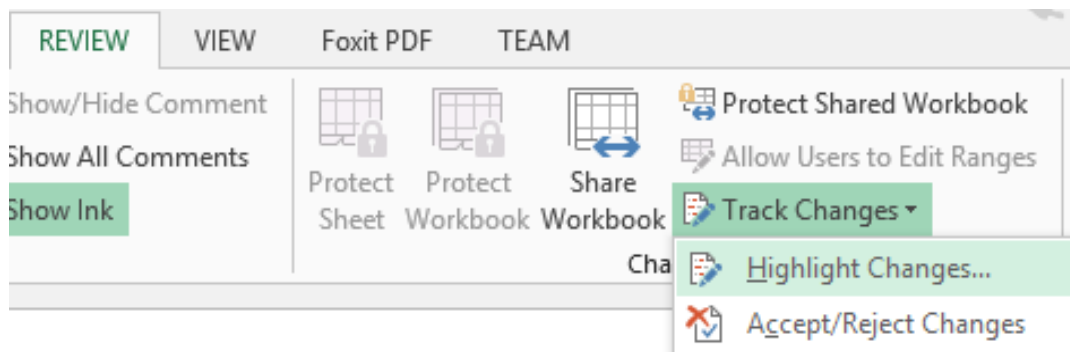 REVIEW VIEW Foxit PDF TEAM
Show/Hide Comment
Show All Comments
Show Ink
Protect Sheet
Protect Workbook
Share Workbook
Protect Shared Workbook
Allow Users to Edit Ranges
Track Changes
Cha
Highlight Changes...
Accept/Reject Changes